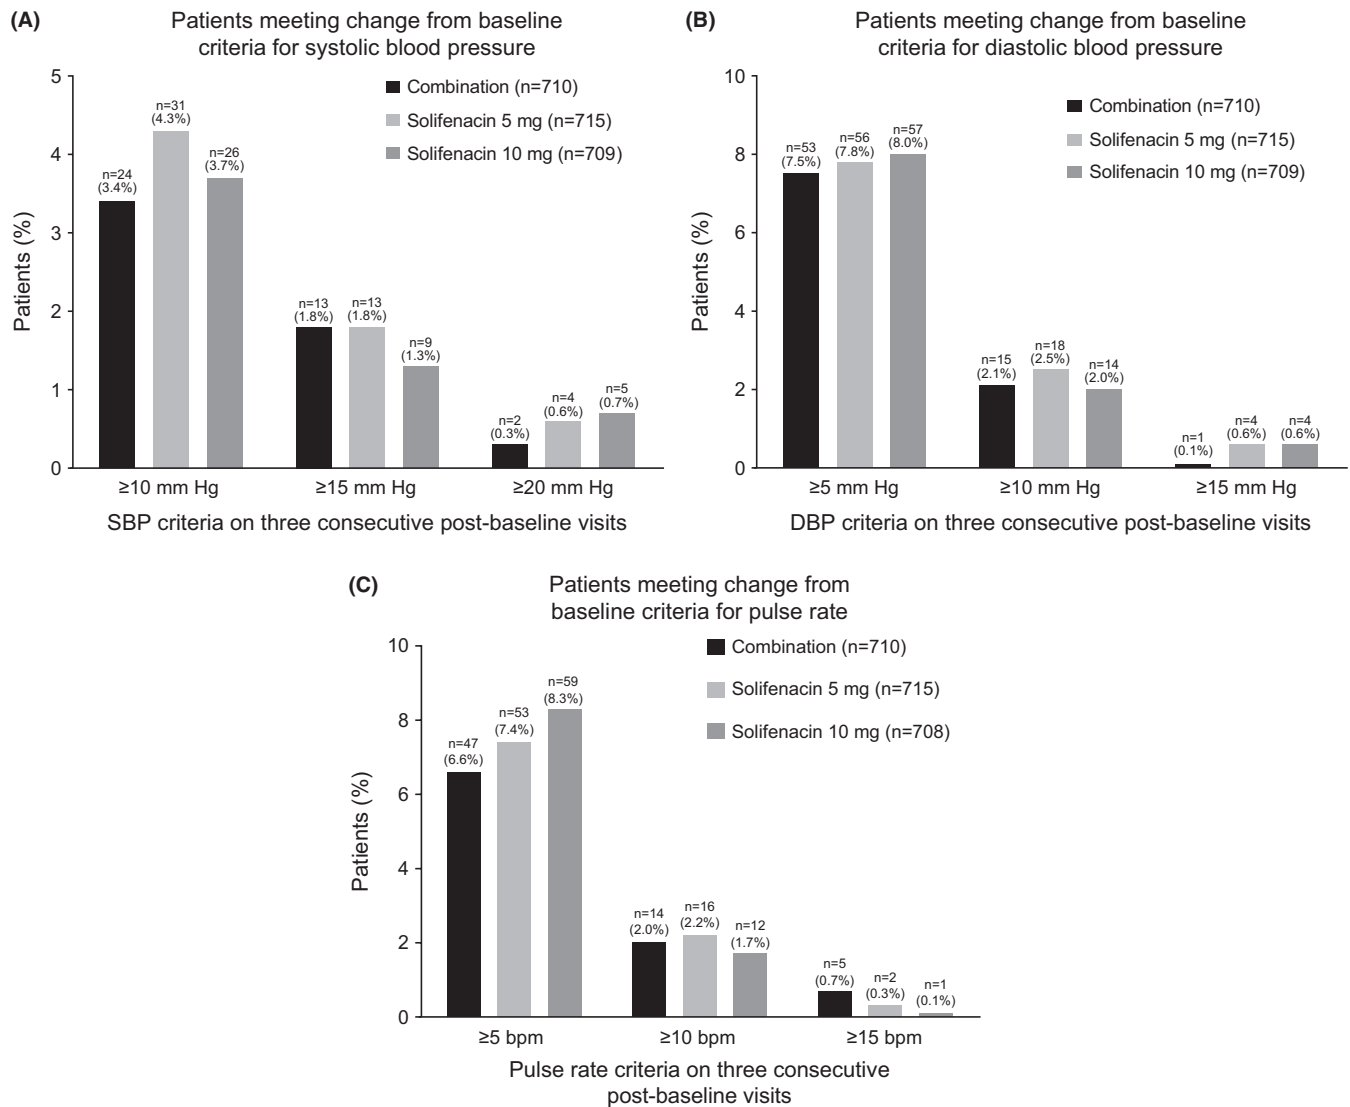 (A)
Patients meeting change from baseline
criteria for systolic blood pressure
5
4
3
2
1
0
Patients (%)
Combination (n=710)
Solifenacin 5 mg (n=715)
Solifenacin 10 mg (n=709)
n=24
(3.4%)
n=31
(4.3%)
n=26
(3.7%)
n=13
(1.8%)
n=13
(1.8%)
n=9
(1.3%)
n=2
(0.3%)
n=4
(0.6%)
n=5
(0.7%)
≥10 mm Hg
≥15 mm Hg
≥20 mm Hg
SBP criteria on three consecutive post-baseline visits
(B)
Patients meeting change from baseline
criteria for diastolic blood pressure
10
8
6
4
2
0
Patients (%)
Combination (n=710)
Solifenacin 5 mg (n=715)
Solifenacin 10 mg (n=709)
n=53
(7.5%)
n=56
(7.8%)
n=57
(8.0%)
n=15
(2.1%)
n=18
(2.5%)
n=14
(2.0%)
n=1
(0.1%)
n=4
(0.6%)
n=4
(0.6%)
≥5 mm Hg
≥10 mm Hg
≥15 mm Hg
DBP criteria on three consecutive post-baseline visits
(C)
Patients meeting change from
baseline criteria for pulse rate
10
8
6
4
2
0
Patients (%)
Combination (n=710)
Solifenacin 5 mg (n=715)
Solifenacin 10 mg (n=708)
n=47
(6.6%)
n=53
(7.4%)
n=59
(8.3%)
n=14
(2.0%)
n=16
(2.2%)
n=12
(1.7%)
n=5
(0.7%)
n=2
(0.3%)
n=1
(0.1%)
≥5 bpm
≥10 bpm
≥15 bpm
Pulse rate criteria on three consecutive
post-baseline visits